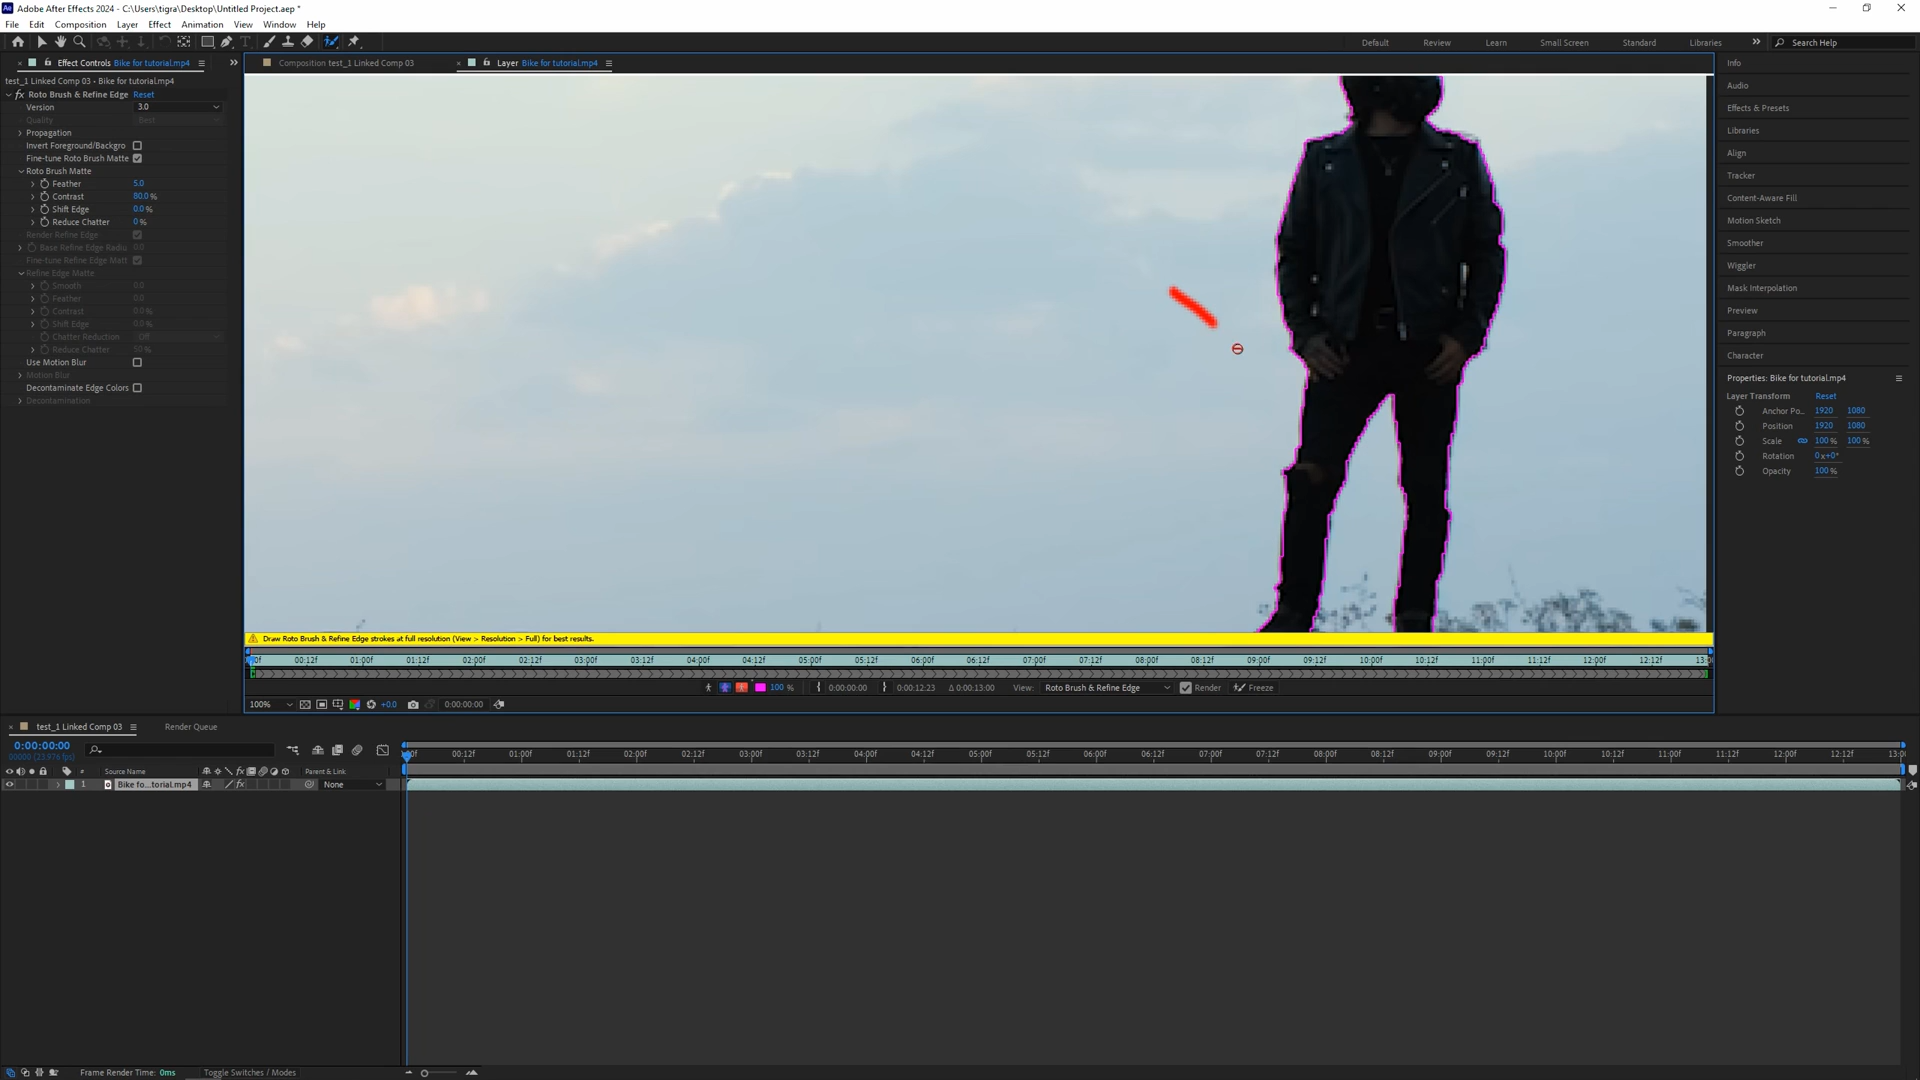 Adobe After Effects 2024 - C:\Users\tigra\Desktop\Untitled Project.aep *
File Edit Composition Layer Effect Animation View Window Help
Default Review Learn Small Screen Standard Libraries Search Help
Effect Controls Bike for tutorial.mp4
Composition test_1 Linked Comp 03
Layer Bike for tutorial.mp4
test_1 Linked Comp 03 • Bike for tutorial.mp4
fx Roto Brush & Refine Edge Reset
Version 3.0
Quality Best
Propagation
Invert Foreground/Backgro
Fine-tune Roto Brush Matte
Roto Brush Matte
Feather 5.0
Contrast 80.0 %
Shift Edge 0.0 %
Reduce Chatter 0 %
Render Refine Edge
Base Refine Edge Radiu 0.0
Fine-tune Refine Edge Matt
Refine Edge Matte
Smooth 0.0
Feather 0.0
Contrast 0.0 %
Shift Edge 0.0 %
Chatter Reduction Off
Reduce Chatter 50 %
Use Motion Blur
Motion Blur
Decontaminate Edge Colors
Decontamination
Info
Audio
Effects & Presets
Libraries
Align
Tracker
Content-Aware Fill
Motion Sketch
Smoother
Wiggler
Mask Interpolation
Preview
Paragraph
Character
Properties: Bike for tutorial.mp4
Layer Transform Reset
Anchor Po... 1920 1080
Position 1920 1080
Scale 100 % 100 %
Rotation 0 x+0°
Opacity 100 %
Draw Roto Brush & Refine Edge strokes at full resolution (View > Resolution > Full) for best results.
00:12f 01:00f 01:12f 02:00f 02:12f 03:00f 03:12f 04:00f 04:12f 05:00f 05:12f 06:00f 06:12f 07:00f 07:12f 08:00f 08:12f 09:00f 09:12f 10:00f 10:12f 11:00f 11:12f 12:00f 12:12f 13:0
100 % 0:00:00:00 0:00:12:23 Δ 0:00:13:00 View: Roto Brush & Refine Edge Render Freeze
100% +0.0 0:00:00:00
test_1 Linked Comp 03 Render Queue
0:00:00:00
00000 (23.976 fps)
00:12f 01:00f 01:12f 02:00f 02:12f 03:00f 03:12f 04:00f 04:12f 05:00f 05:12f 06:00f 06:12f 07:00f 07:12f 08:00f 08:12f 09:00f 09:12f 10:00f 10:12f 11:00f 11:12f 12:00f 12:12f 13:0
# Source Name Parent & Link
1 Bike fo...torial.mp4 None
Frame Render Time: 0ms Toggle Switches / Modes